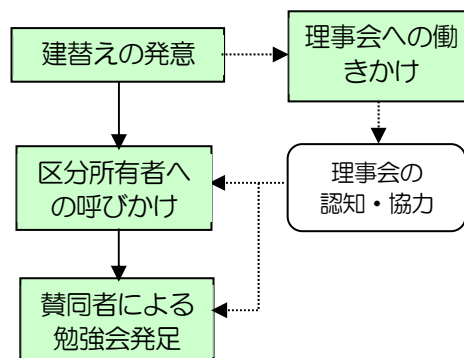 建替えの発意
理事会への働
きかけ
区分所有者へ
の呼びかけ
理事会の
認知・協力
賛同者による
勉強会発足